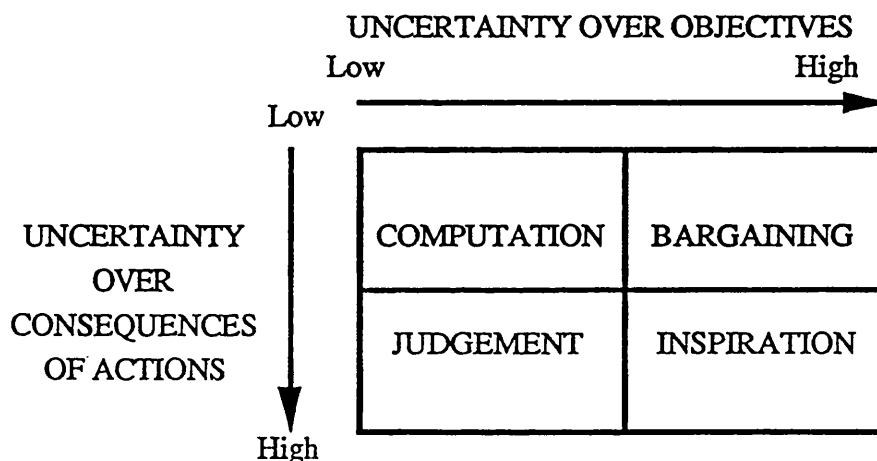 UNCERTAINTY OVER OBJECTIVES
Low High
Low
UNCERTAINTY
OVER
CONSEQUENCES
OF ACTIONS
COMPUTATION BARGAINING
JUDGEMENT INSPIRATION
High